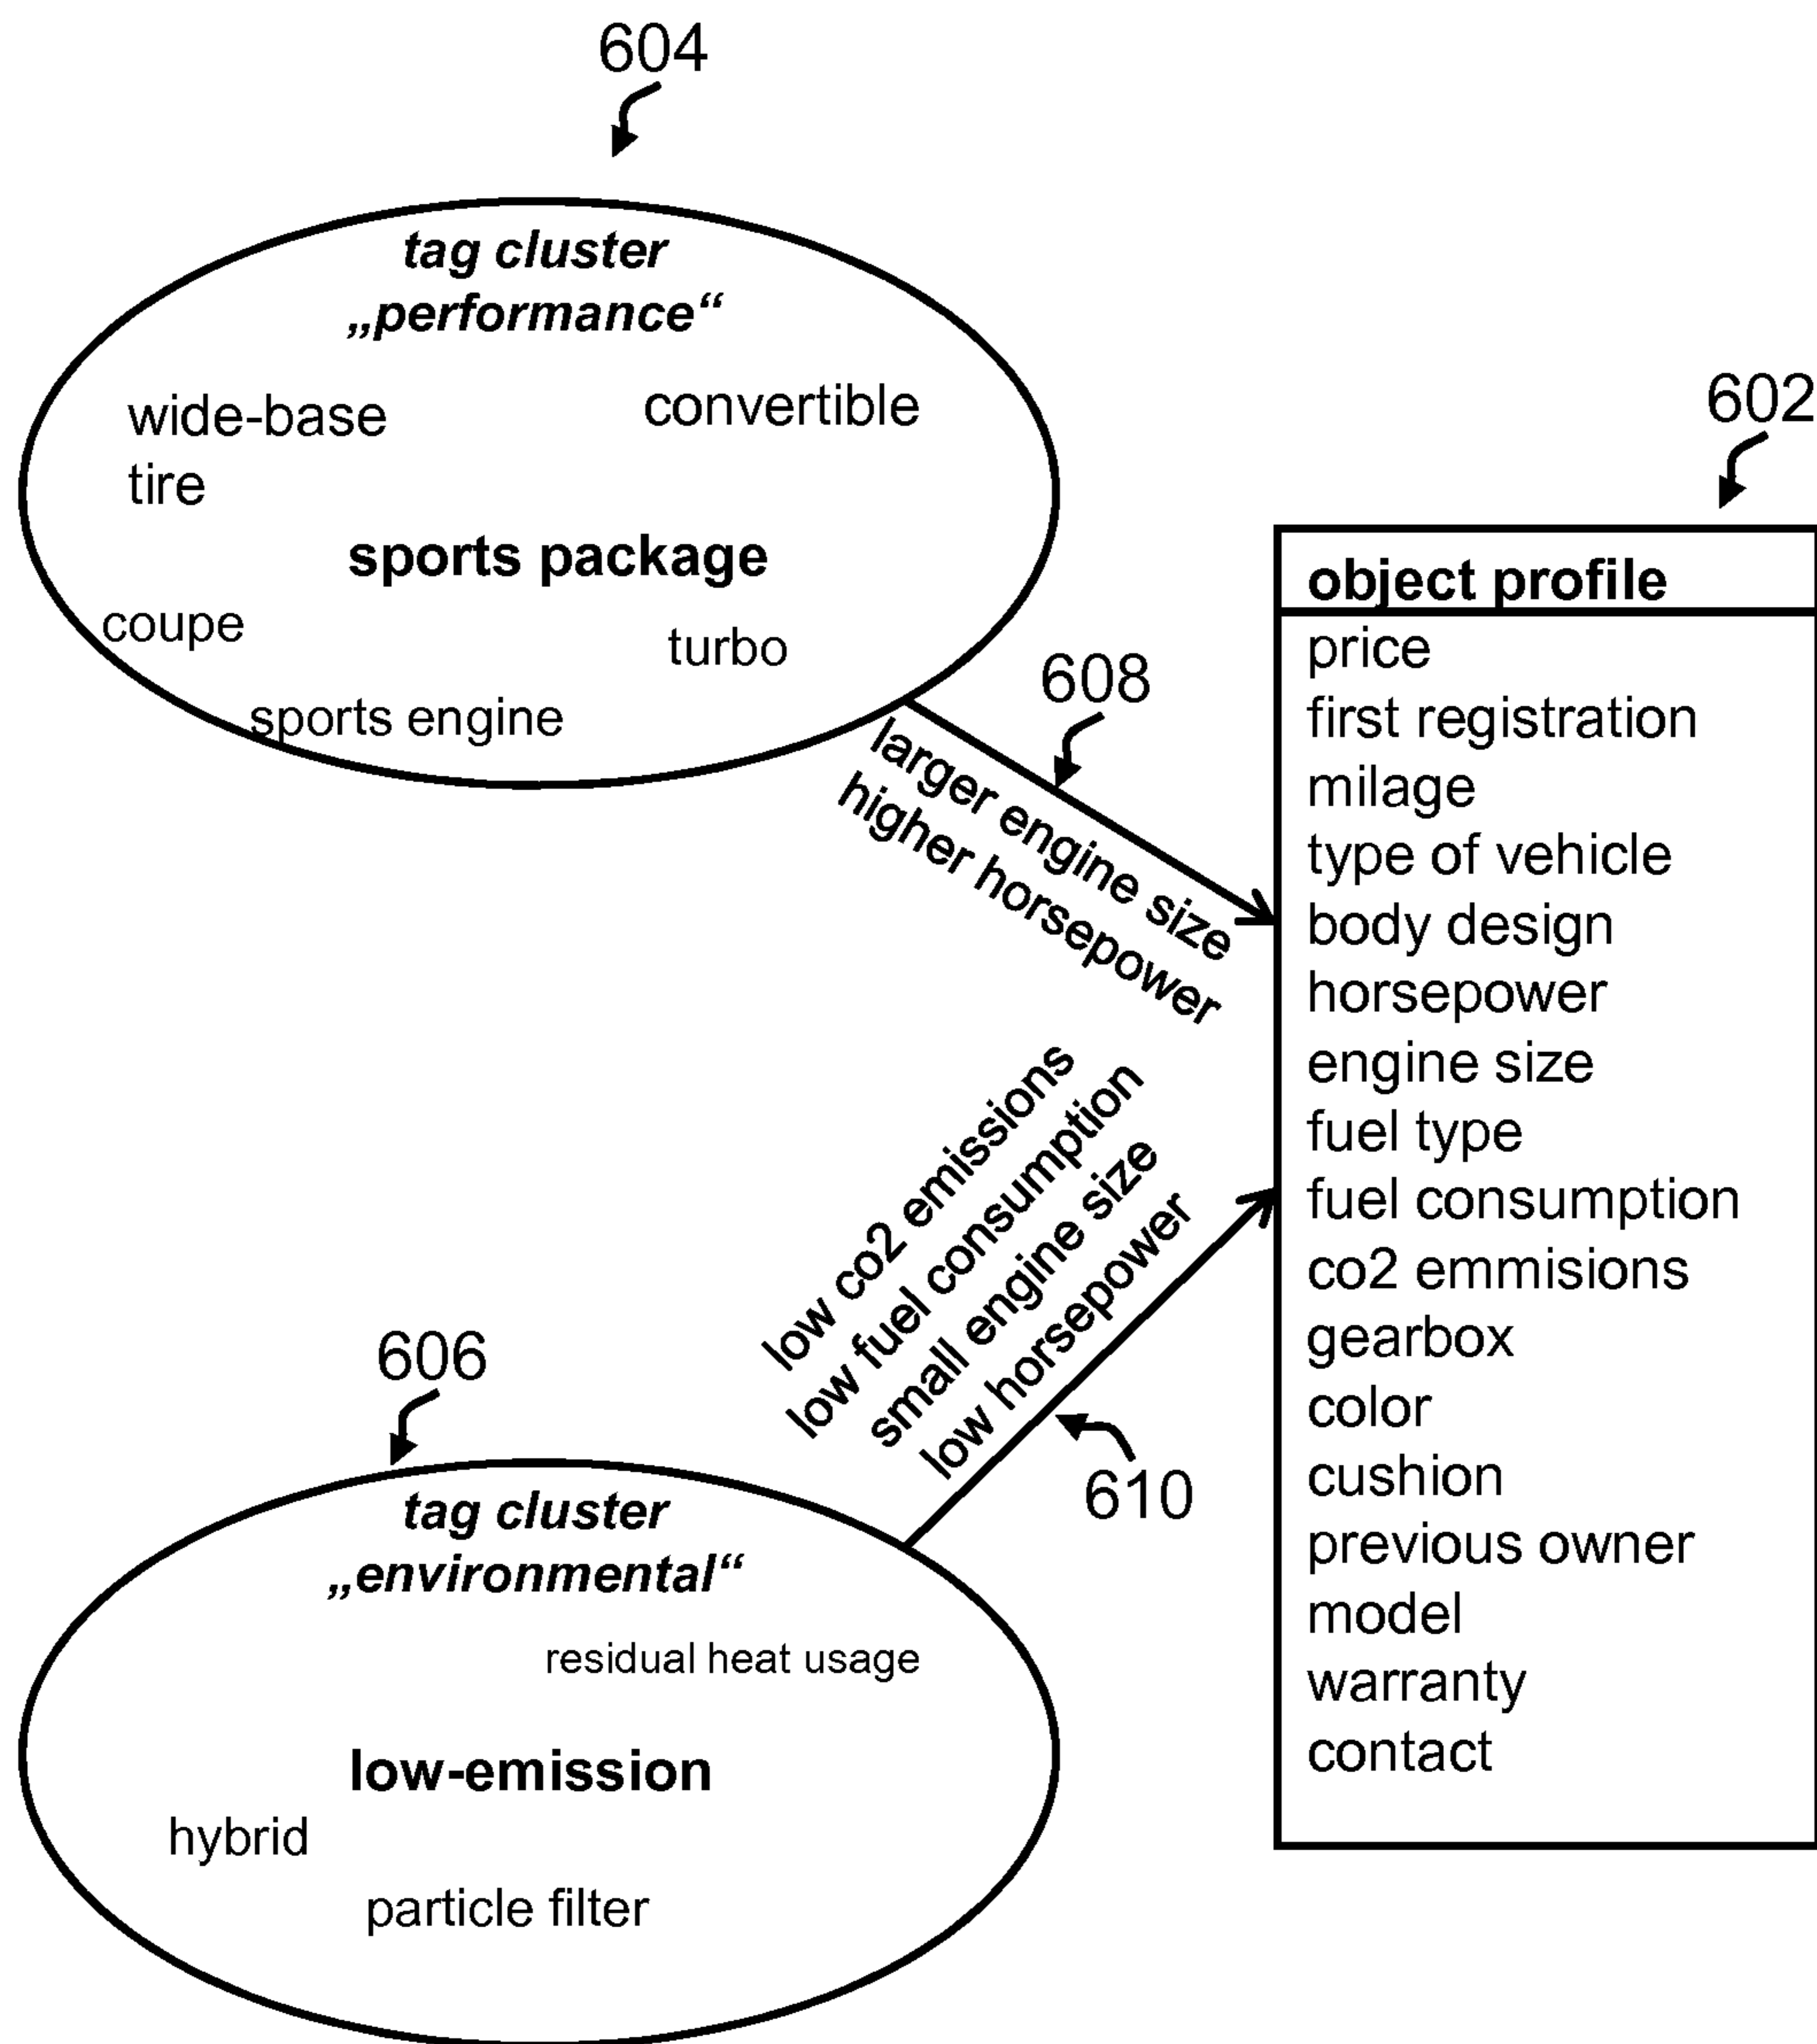 604
tag cluster
„performance“
wide-base
tire
convertible
sports package
coupe
turbo
sports engine
608
larger engine size
higher horsepower
602
object profile
price
first registration
milage
type of vehicle
body design
horsepower
engine size
fuel type
fuel consumption
co2 emmisions
gearbox
color
cushion
previous owner
model
warranty
contact
low co2 emissions
low fuel consumption
small engine size
low horsepower
610
606
tag cluster
„environmental“
residual heat usage
low-emission
hybrid
particle filter